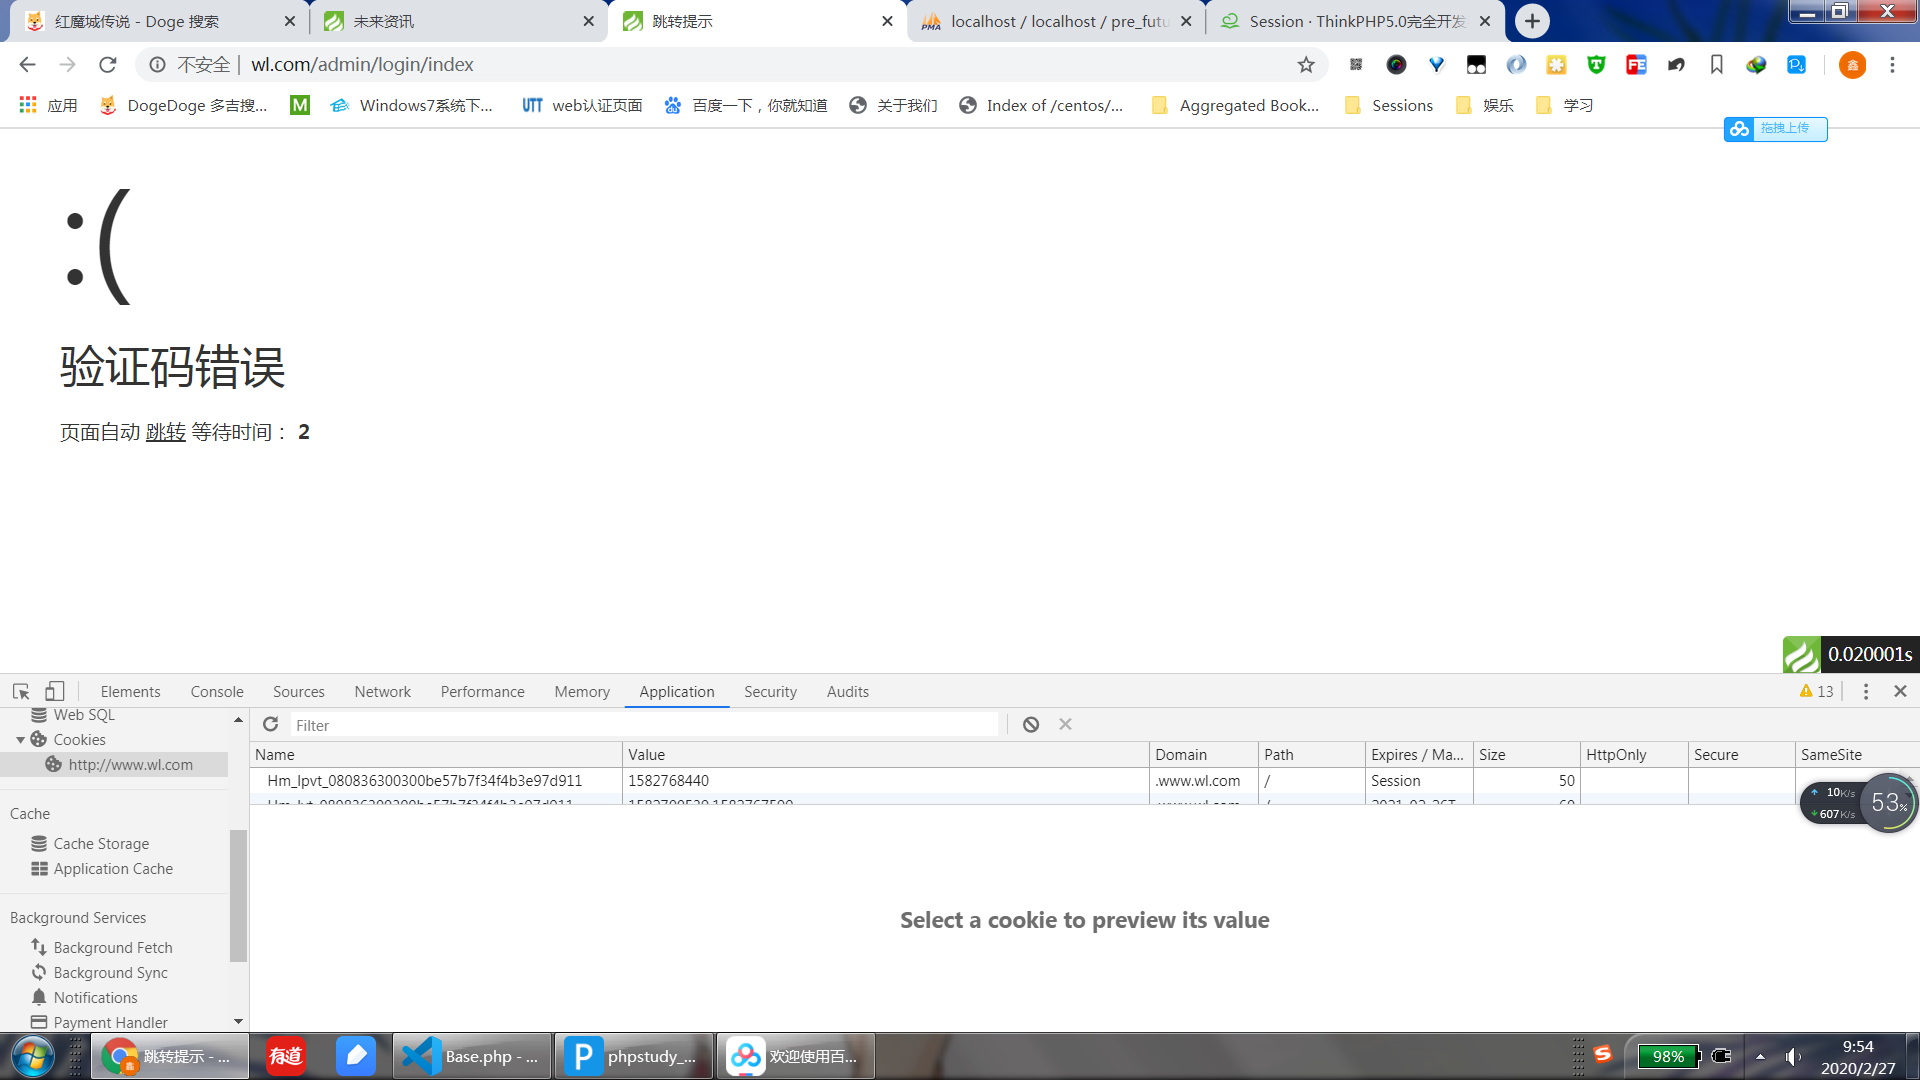 红魔城传说 - Doge 搜索
未来资讯
跳转提示
localhost / localhost / pre_futu
Session · ThinkPHP5.0完全开发
不安全 | wl.com/admin/login/index
应用
DogeDoge 多吉搜...
M
Windows7系统下...
UTT web认证页面
百度一下，你就知道
关于我们
Index of /centos/...
Aggregated Book...
Sessions
娱乐
学习
拖拽上传
:(
验证码错误
页面自动 跳转 等待时间： 2
0.020001s
Elements Console Sources Network Performance Memory Application Security Audits
13
Web SQL
Cookies
http://www.wl.com
Cache
Cache Storage
Application Cache
Background Services
Background Fetch
Background Sync
Notifications
Payment Handler
Filter
Name Value Domain Path Expires / Ma... Size HttpOnly Secure SameSite
Hm_lpvt_080836300300be57b7f34f4b3e97d911 1582768440 .www.wl.com / Session 50
10K/s
607K/s
53%
Select a cookie to preview its value
跳转提示 - ...
有道
Base.php - ...
phpstudy_...
欢迎使用百...
98%
9:54
2020/2/27